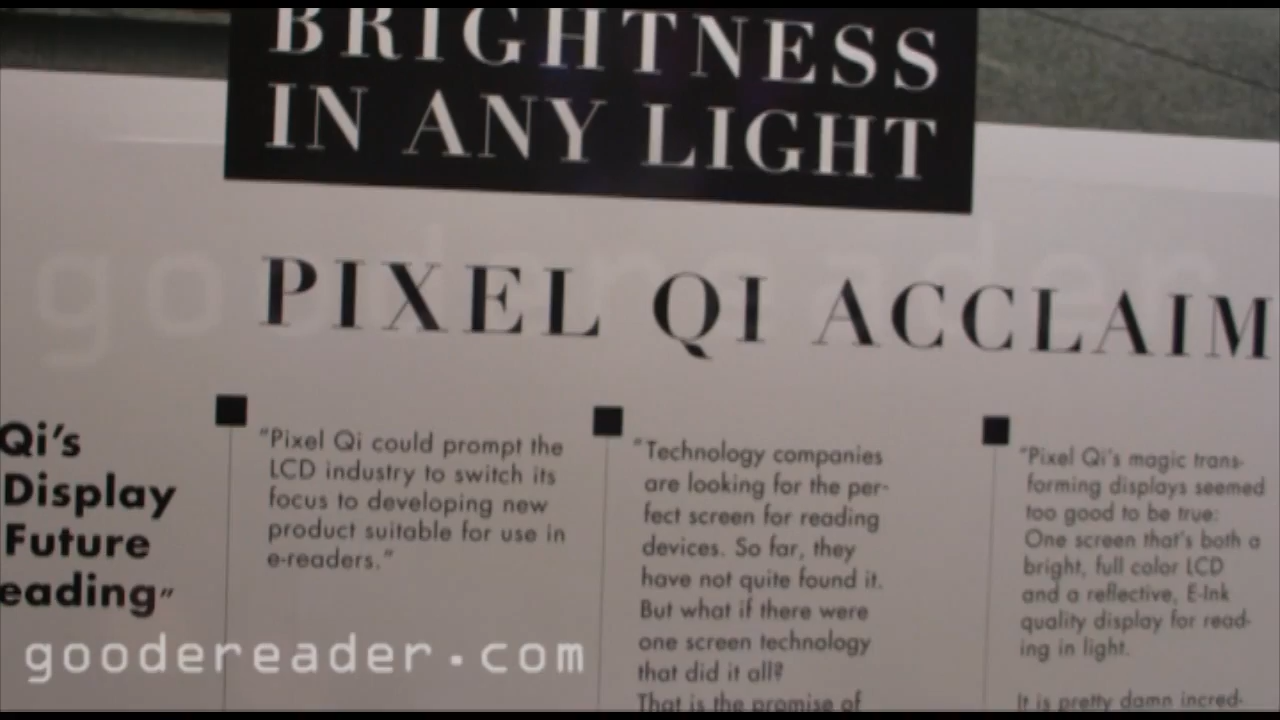 BRIGHTNESS
IN ANY LIGHT
goodereader
PIXEL QI ACCLAIM
Qi's
Display
Future
eading"
"Pixel Qi could prompt the
LCD industry to switch its
focus to developing new
product suitable for use in
e-readers."
"Technology companies
are looking for the per-
fect screen for reading
devices. So far, they
have not quite found it.
But what if there were
one screen technology
that did it all?
That is the promise of
"Pixel Qi's magic trans-
forming displays seemed
too good to be true:
One screen that's both a
bright, full color LCD
and a reflective, E-Ink
quality display for read-
ing in light.
It is pretty damn incred-
goodereader.com